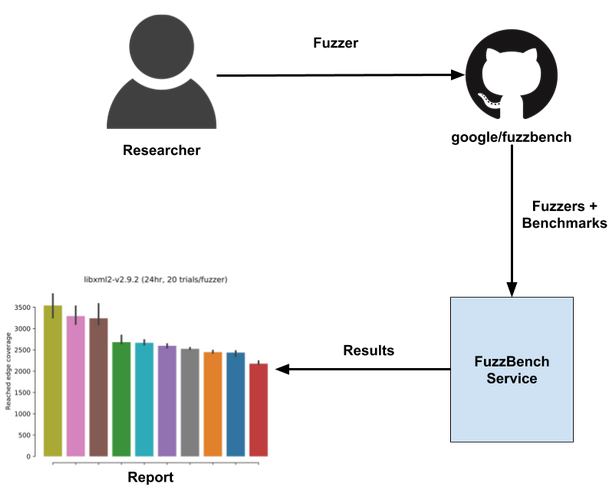 Fuzzer
Researcher
google/fuzzbench
Fuzzers +
Benchmarks
libxml2-v2.9.2 (24hr, 20 trials/fuzzer)
Reached edge coverage
3500
3000
2500
2000
1500
1000
500
0
Results
FuzzBench
Service
Report